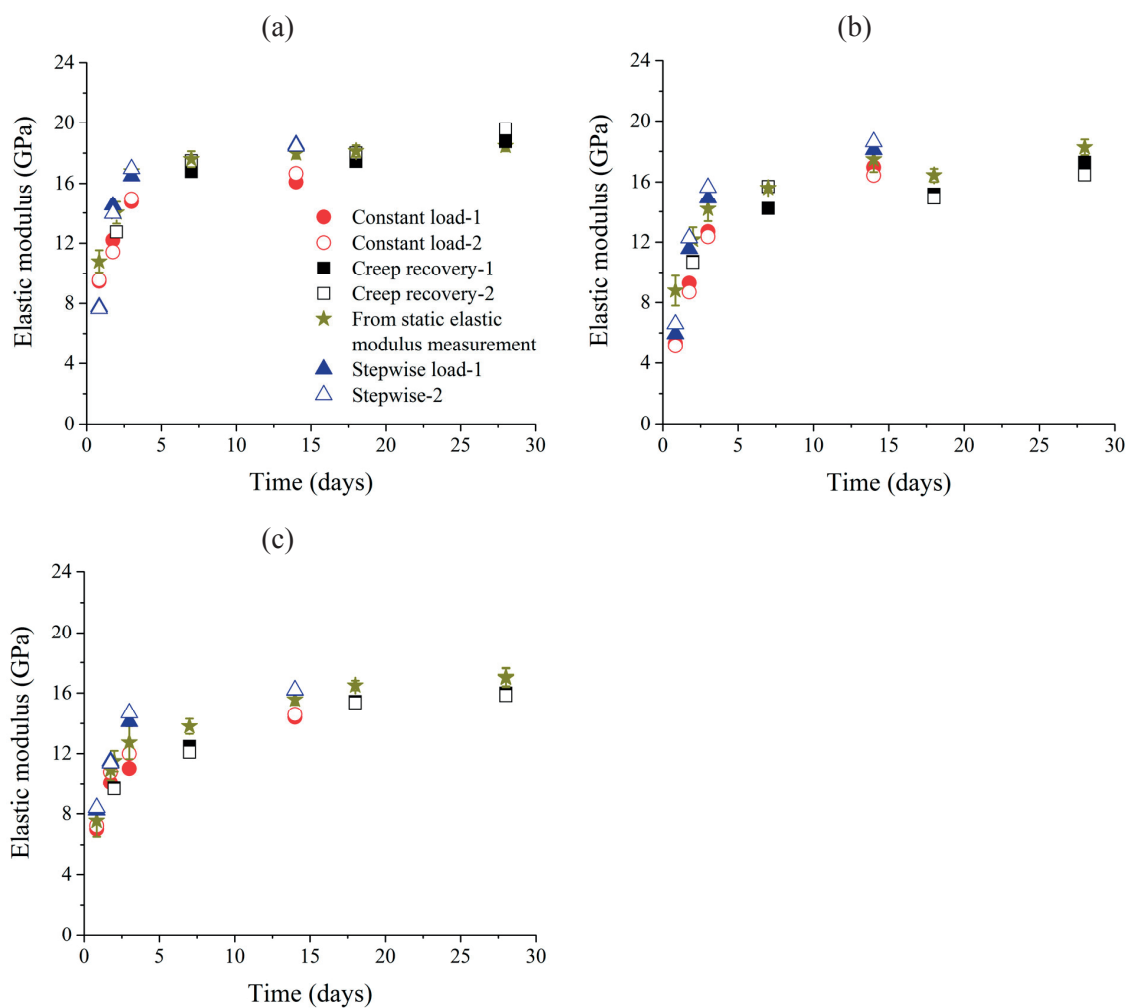 (a)
24
20
16
12
8
4
0
Elastic modulus (GPa)
0 5 10 15 20 25 30
Time (days)
Constant load-1
Constant load-2
Creep recovery-1
Creep recovery-2
From static elastic
modulus measurement
Stepwise load-1
Stepwise-2
(b)
24
20
16
12
8
4
0
Elastic modulus (GPa)
0 5 10 15 20 25 30
Time (days)
(c)
24
20
16
12
8
4
0
Elastic modulus (GPa)
0 5 10 15 20 25 30
Time (days)